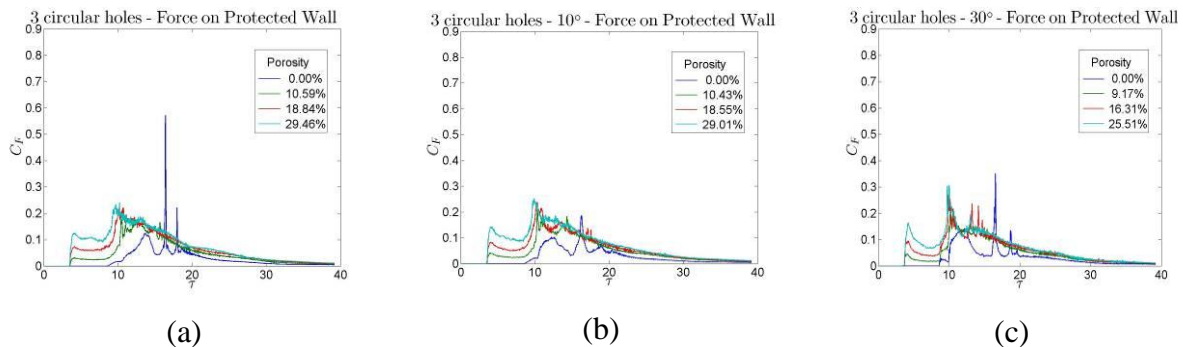 3 circular holes - Force on Protected Wall
0.9
0.8
0.7
0.6
0.5
0.4
0.3
0.2
0.1
0
C_F
Porosity
0.00%
10.59%
18.84%
29.46%
0 10 20 30 40
τ
(a)
3 circular holes - 10° - Force on Protected Wall
0.9
0.8
0.7
0.6
0.5
0.4
0.3
0.2
0.1
0
C_F
Porosity
0.00%
10.43%
18.55%
29.01%
0 10 20 30 40
τ
(b)
3 circular holes - 30° - Force on Protected Wall
0.9
0.8
0.7
0.6
0.5
0.4
0.3
0.2
0.1
0
C_F
Porosity
0.00%
9.17%
16.31%
25.51%
0 10 20 30 40
τ
(c)